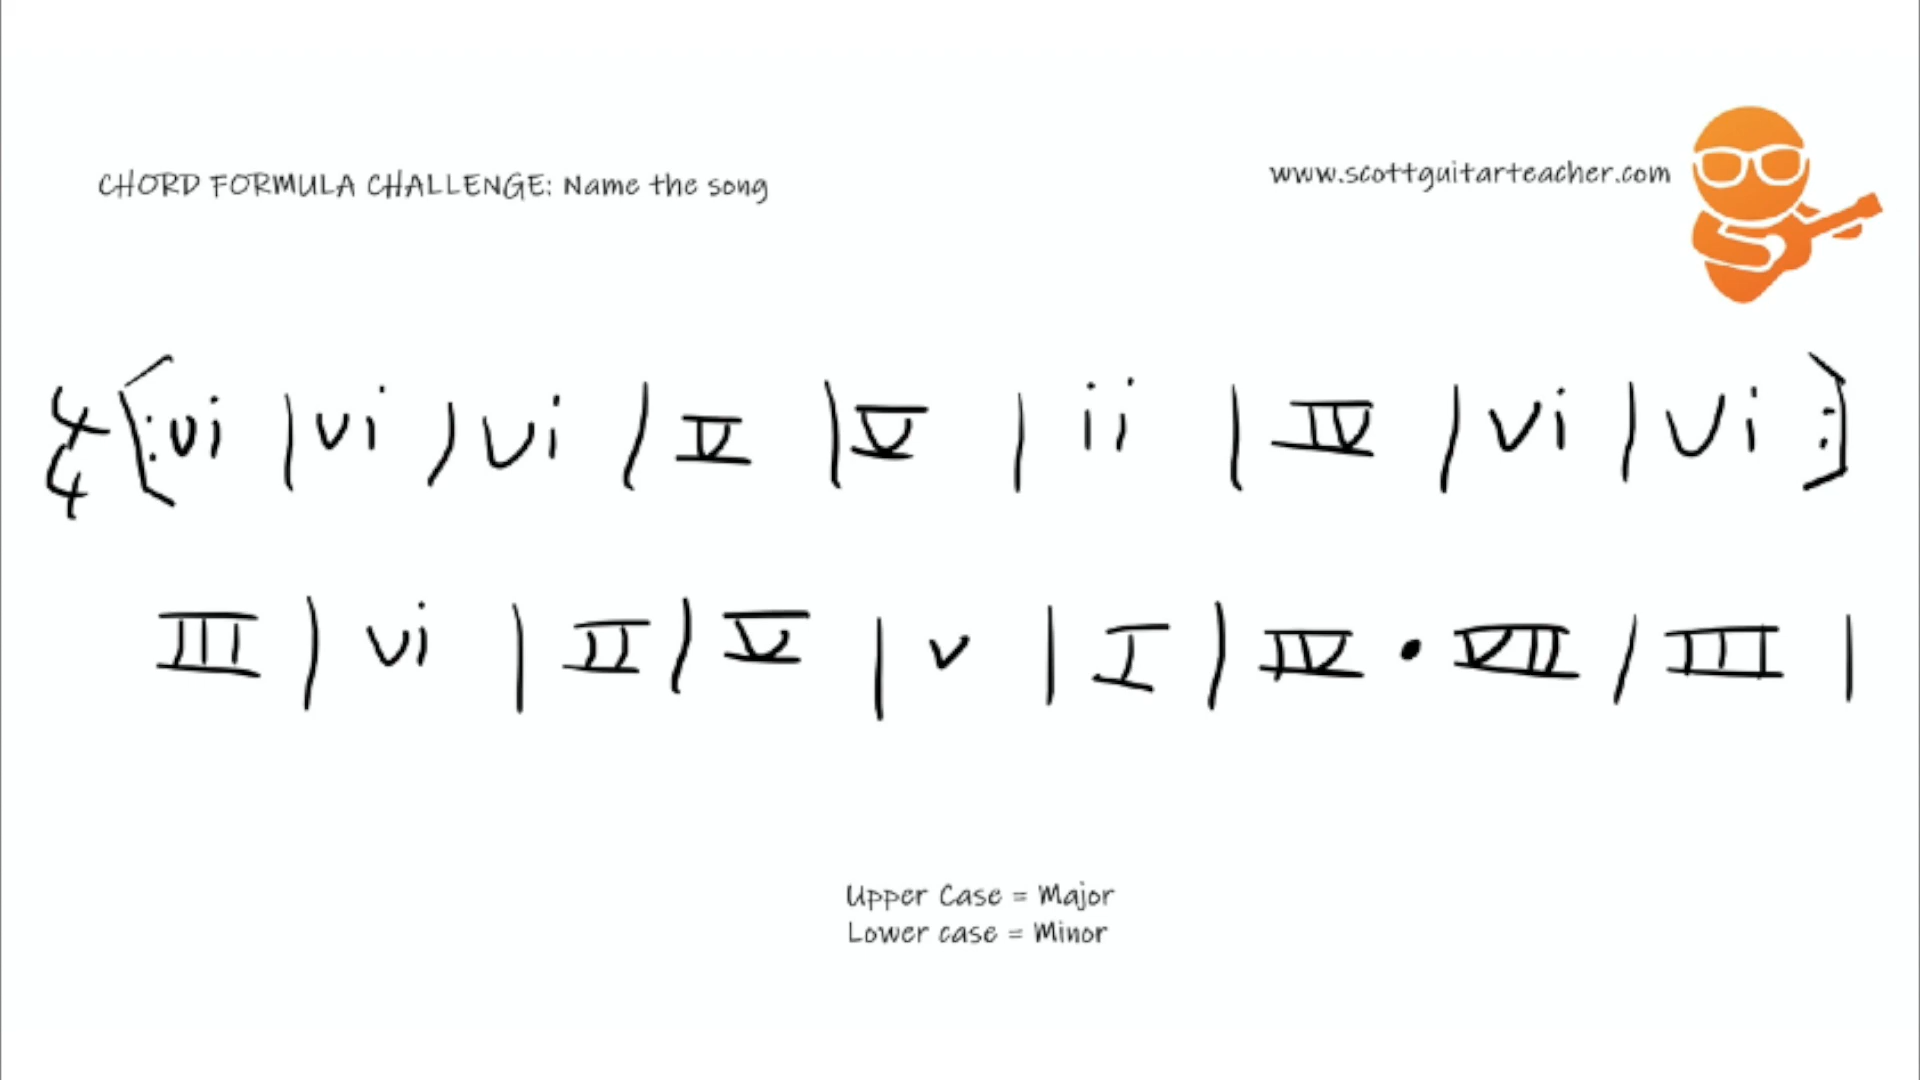 CHORD FORMULA CHALLENGE: Name the song
www.scottguitarteacher.com
4/4 [: vi | vi | vi | V | V | ii | IV | vi | vi :]
III | vi | II | V | v | I | IV • VII | III |
Upper Case = Major
Lower case = Minor